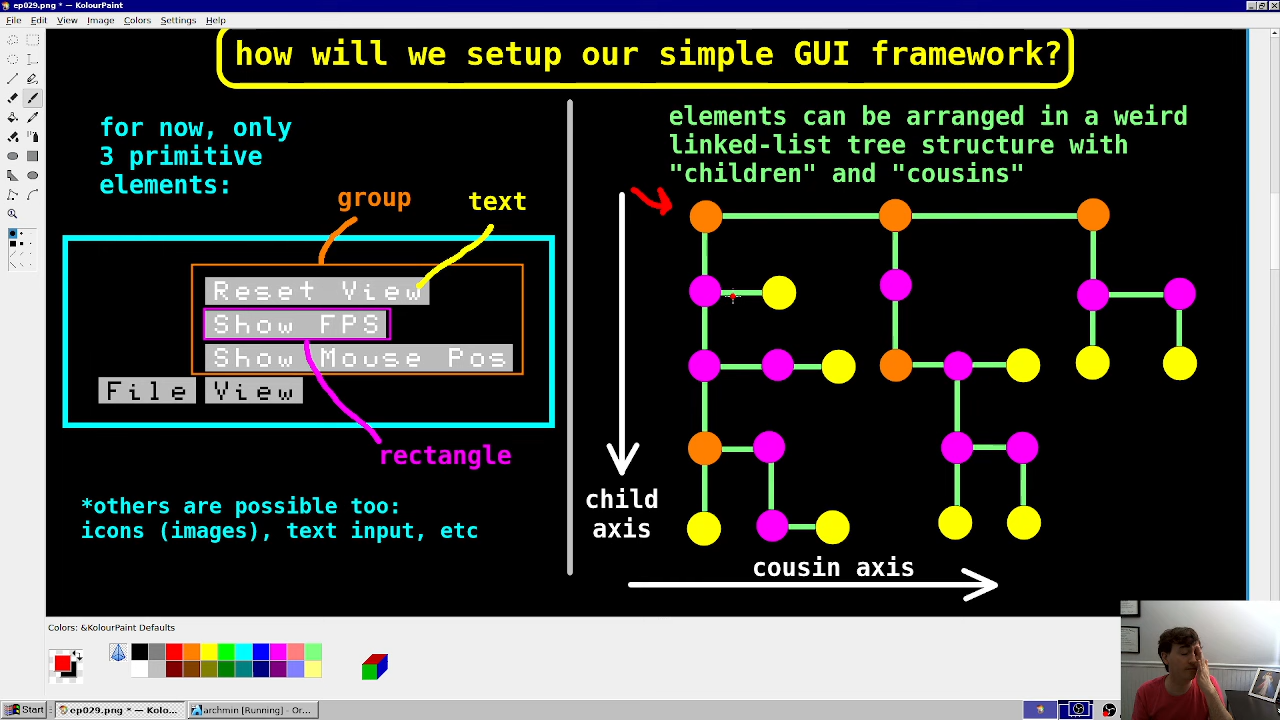 ep029.png * — KolourPaint
File Edit View Image Colors Settings Help
how will we setup our simple GUI framework?
for now, only
3 primitive
elements:
group
text
Reset View
Show FPS
Show Mouse Pos
File View
rectangle
*others are possible too:
icons (images), text input, etc
elements can be arranged in a weird
linked-list tree structure with
"children" and "cousins"
child
axis
cousin axis
Colors: &KolourPaint Defaults
Start
ep029.png * — Kolo...
archmin [Running] - Or...